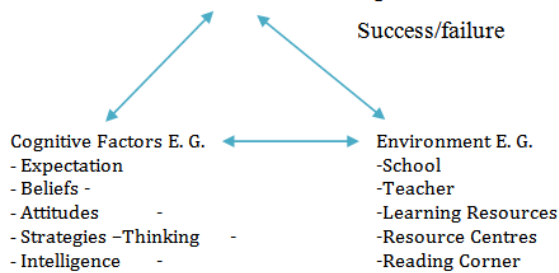 Success/failure
Cognitive Factors E. G.
- Expectation
- Beliefs -
- Attitudes -
- Strategies –Thinking -
- Intelligence -
Environment E. G.
-School
-Teacher
-Learning Resources
-Resource Centres
-Reading Corner